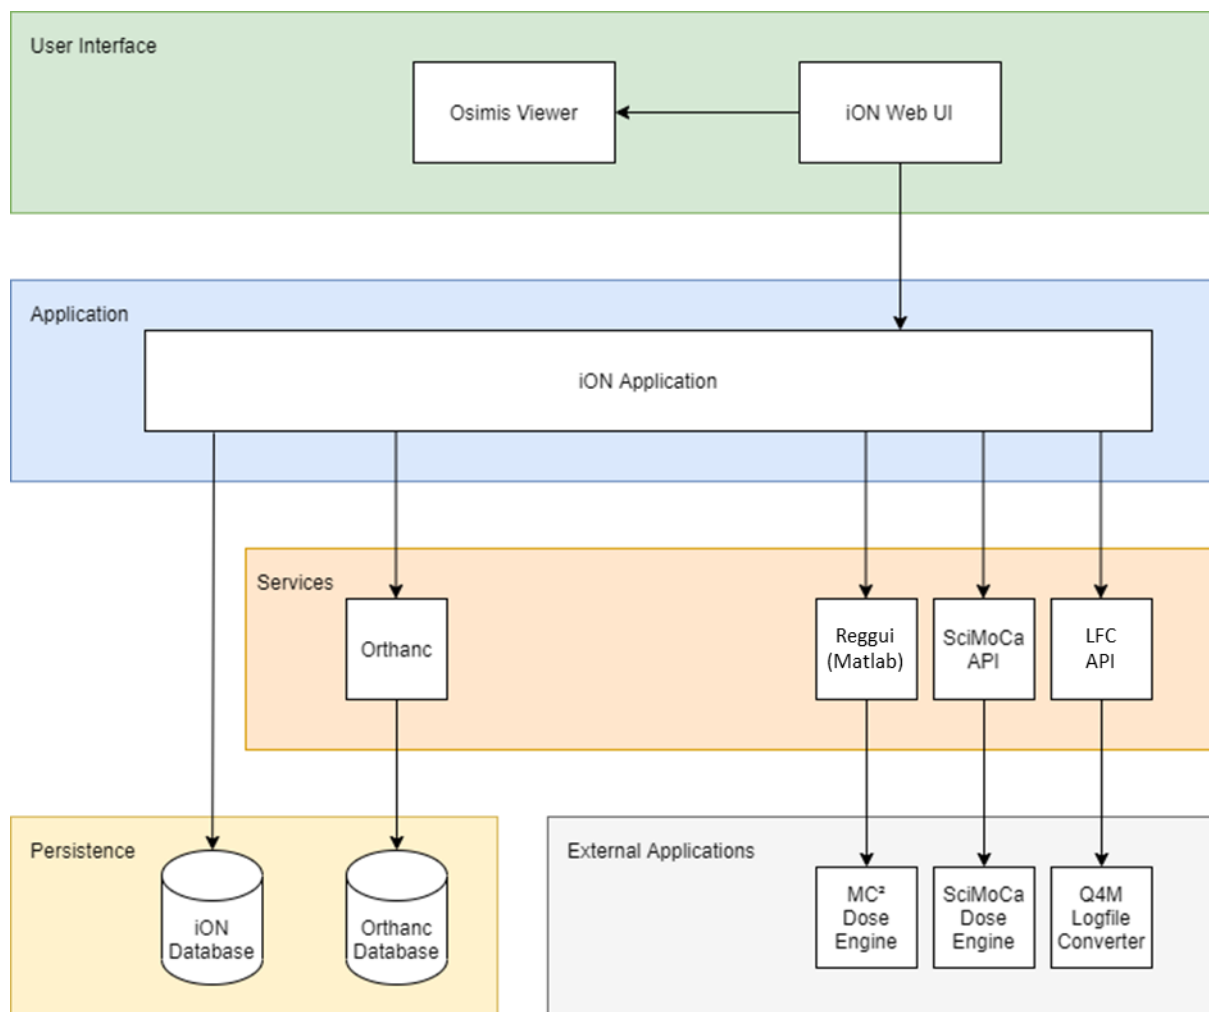 User Interface
Osimis Viewer
iON Web UI
Application
iON Application
Services
Orthanc
Reggui
(Matlab)
SciMoCa
API
LFC
API
Persistence
iON
Database
Orthanc
Database
External Applications
MC²
Dose
Engine
SciMoCa
Dose
Engine
Q4M
Logfile
Converter